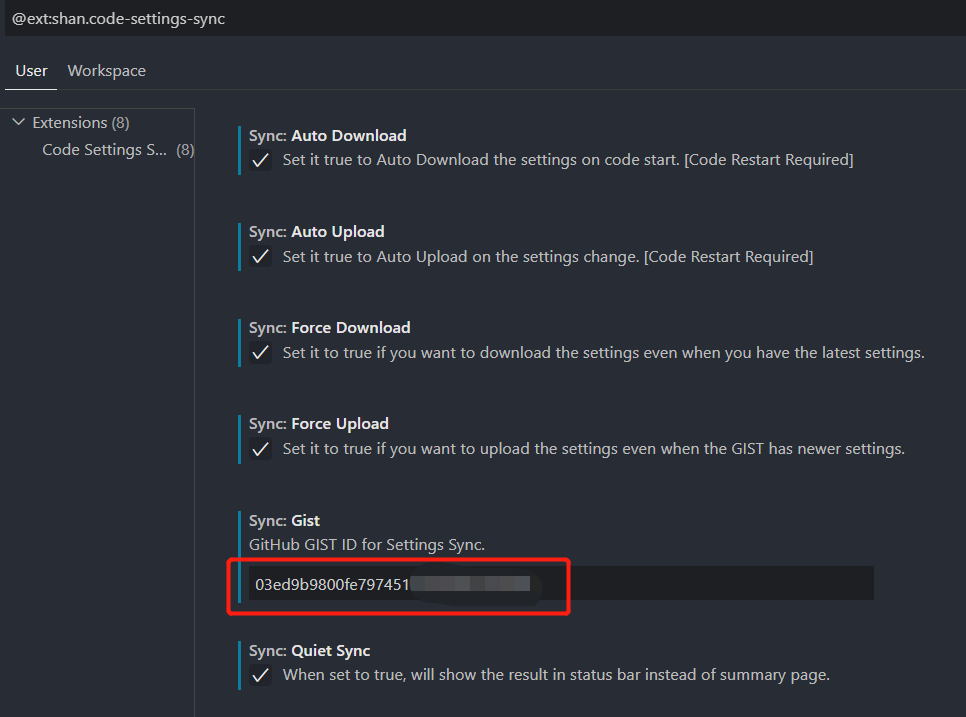 @ext:shan.code-settings-sync
User Workspace
Extensions (8)
Code Settings S... (8)
Sync: Auto Download
Set it true to Auto Download the settings on code start. [Code Restart Required]
Sync: Auto Upload
Set it true to Auto Upload on the settings change. [Code Restart Required]
Sync: Force Download
Set it to true if you want to download the settings even when you have the latest settings.
Sync: Force Upload
Set it to true if you want to upload the settings even when the GIST has newer settings.
Sync: Gist
GitHub GIST ID for Settings Sync.
03ed9b9800fe797451
Sync: Quiet Sync
When set to true, will show the result in status bar instead of summary page.